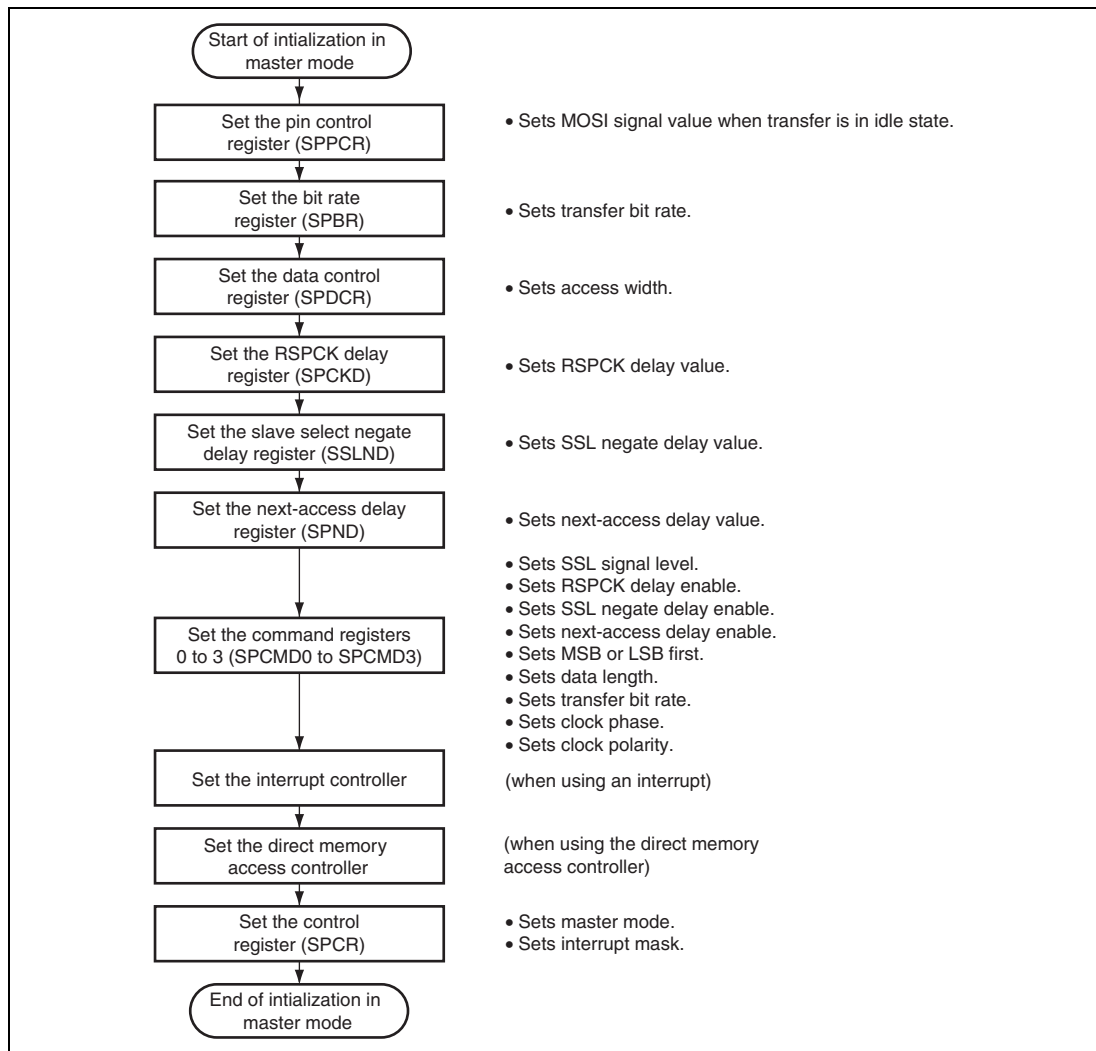 Start of intialization in
master mode
Set the pin control
register (SPPCR)
• Sets MOSI signal value when transfer is in idle state.
Set the bit rate
register (SPBR)
• Sets transfer bit rate.
Set the data control
register (SPDCR)
• Sets access width.
Set the RSPCK delay
register (SPCKD)
• Sets RSPCK delay value.
Set the slave select negate
delay register (SSLND)
• Sets SSL negate delay value.
Set the next-access delay
register (SPND)
• Sets next-access delay value.
Set the command registers
0 to 3 (SPCMD0 to SPCMD3)
• Sets SSL signal level.
• Sets RSPCK delay enable.
• Sets SSL negate delay enable.
• Sets next-access delay enable.
• Sets MSB or LSB first.
• Sets data length.
• Sets transfer bit rate.
• Sets clock phase.
• Sets clock polarity.
Set the interrupt controller
(when using an interrupt)
Set the direct memory
access controller
(when using the direct memory
access controller)
Set the control
register (SPCR)
• Sets master mode.
• Sets interrupt mask.
End of intialization in
master mode